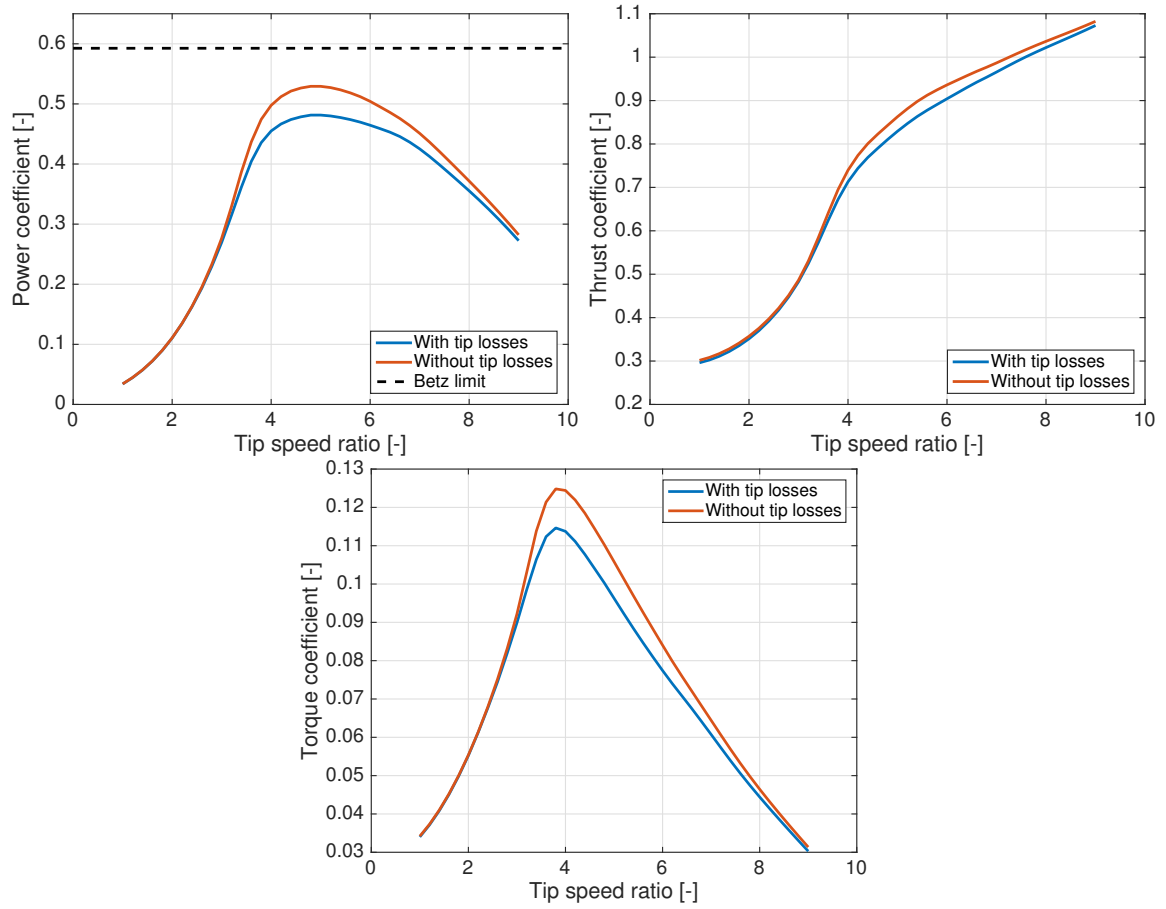 0.6
0.5
0.4
0.3
0.2
0.1
0
Power coefficient [-]
0 2 4 6 8 10
Tip speed ratio [-]
With tip losses
Without tip losses
Betz limit
1.1
1
0.9
0.8
0.7
0.6
0.5
0.4
0.3
0.2
Thrust coefficient [-]
0 2 4 6 8 10
Tip speed ratio [-]
With tip losses
Without tip losses
0.13
0.12
0.11
0.1
0.09
0.08
0.07
0.06
0.05
0.04
0.03
Torque coefficient [-]
0 2 4 6 8 10
Tip speed ratio [-]
With tip losses
Without tip losses